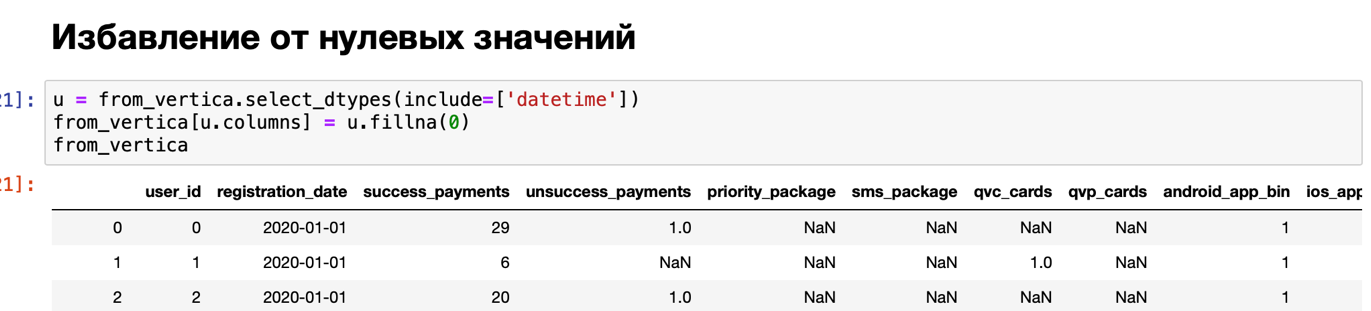 Избавление от нулевых значений
21]: u = from_vertica.select_dtypes(include=['datetime'])
from_vertica[u.columns] = u.fillna(0)
from_vertica
21]: user_id registration_date success_payments unsuccess_payments priority_package sms_package qvc_cards qvp_cards android_app_bin ios_app
0 0 2020-01-01 29 1.0 NaN NaN NaN NaN 1
1 1 2020-01-01 6 NaN NaN NaN 1.0 NaN 1
2 2 2020-01-01 20 1.0 NaN NaN NaN NaN 1